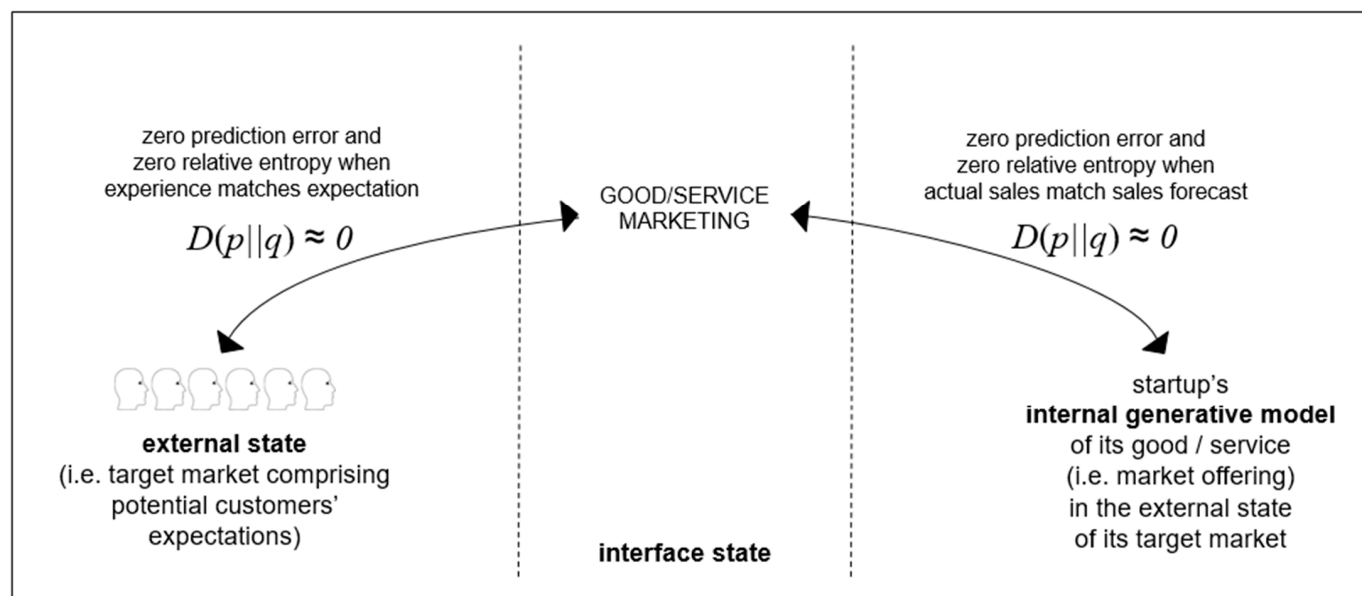 zero prediction error and
zero relative entropy when
experience matches expectation
D(p||q) ≈ 0
GOOD/SERVICE
MARKETING
zero prediction error and
zero relative entropy when
actual sales match sales forecast
D(p||q) ≈ 0
external state
(i.e. target market comprising
potential customers’
expectations)
interface state
startup’s
internal generative model
of its good / service
(i.e. market offering)
in the external state
of its target market